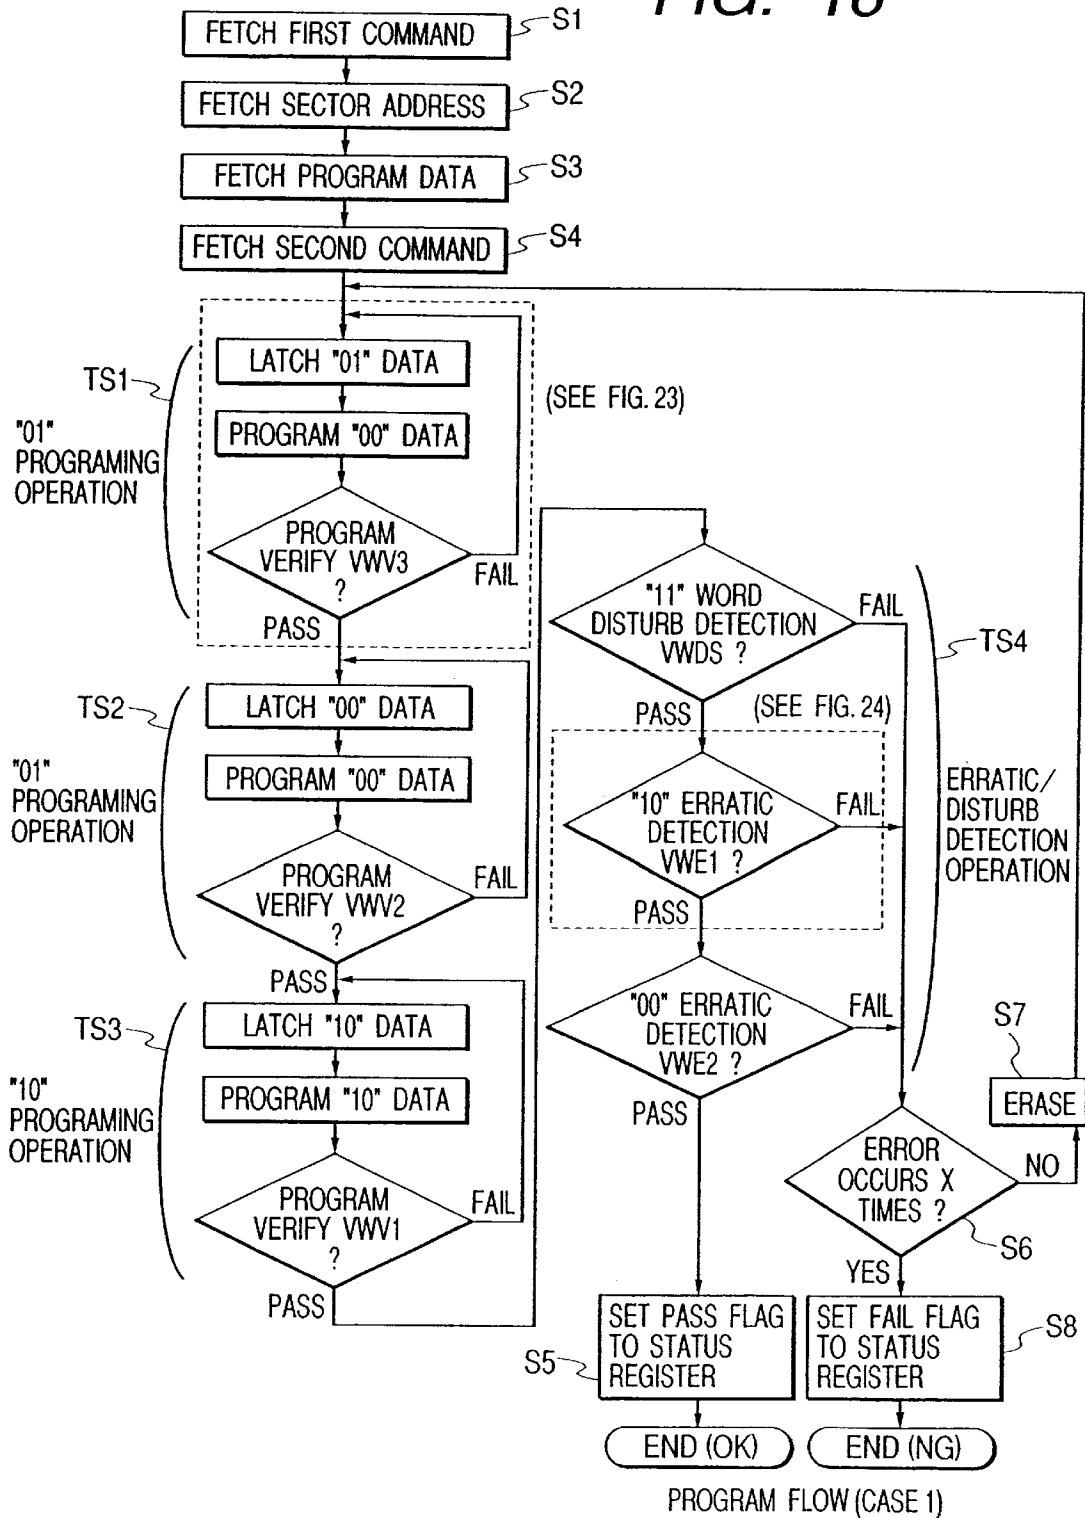 FIG. 18
FETCH FIRST COMMAND
S1
FETCH SECTOR ADDRESS
S2
FETCH PROGRAM DATA
S3
FETCH SECOND COMMAND
S4
TS1
"01"
PROGRAMING
OPERATION
LATCH "01" DATA
PROGRAM "00" DATA
PROGRAM
VERIFY VWV3
?
FAIL
PASS
(SEE FIG. 23)
TS2
"01"
PROGRAMING
OPERATION
LATCH "00" DATA
PROGRAM "00" DATA
PROGRAM
VERIFY VWV2
?
FAIL
PASS
TS3
"10"
PROGRAMING
OPERATION
LATCH "10" DATA
PROGRAM "10" DATA
PROGRAM
VERIFY VWV1
?
FAIL
PASS
"11" WORD
DISTURB DETECTION
VWDS ?
FAIL
PASS
TS4
ERRATIC/
DISTURB
DETECTION
OPERATION
(SEE FIG. 24)
"10" ERRATIC
DETECTION
VWE1 ?
FAIL
PASS
"00" ERRATIC
DETECTION
VWE2 ?
FAIL
PASS
S7
ERASE
ERROR
OCCURS X
TIMES ?
NO
S6
YES
SET PASS FLAG
TO STATUS
REGISTER
S5
SET FAIL FLAG
TO STATUS
REGISTER
S8
END (OK)
END (NG)
PROGRAM FLOW (CASE 1)